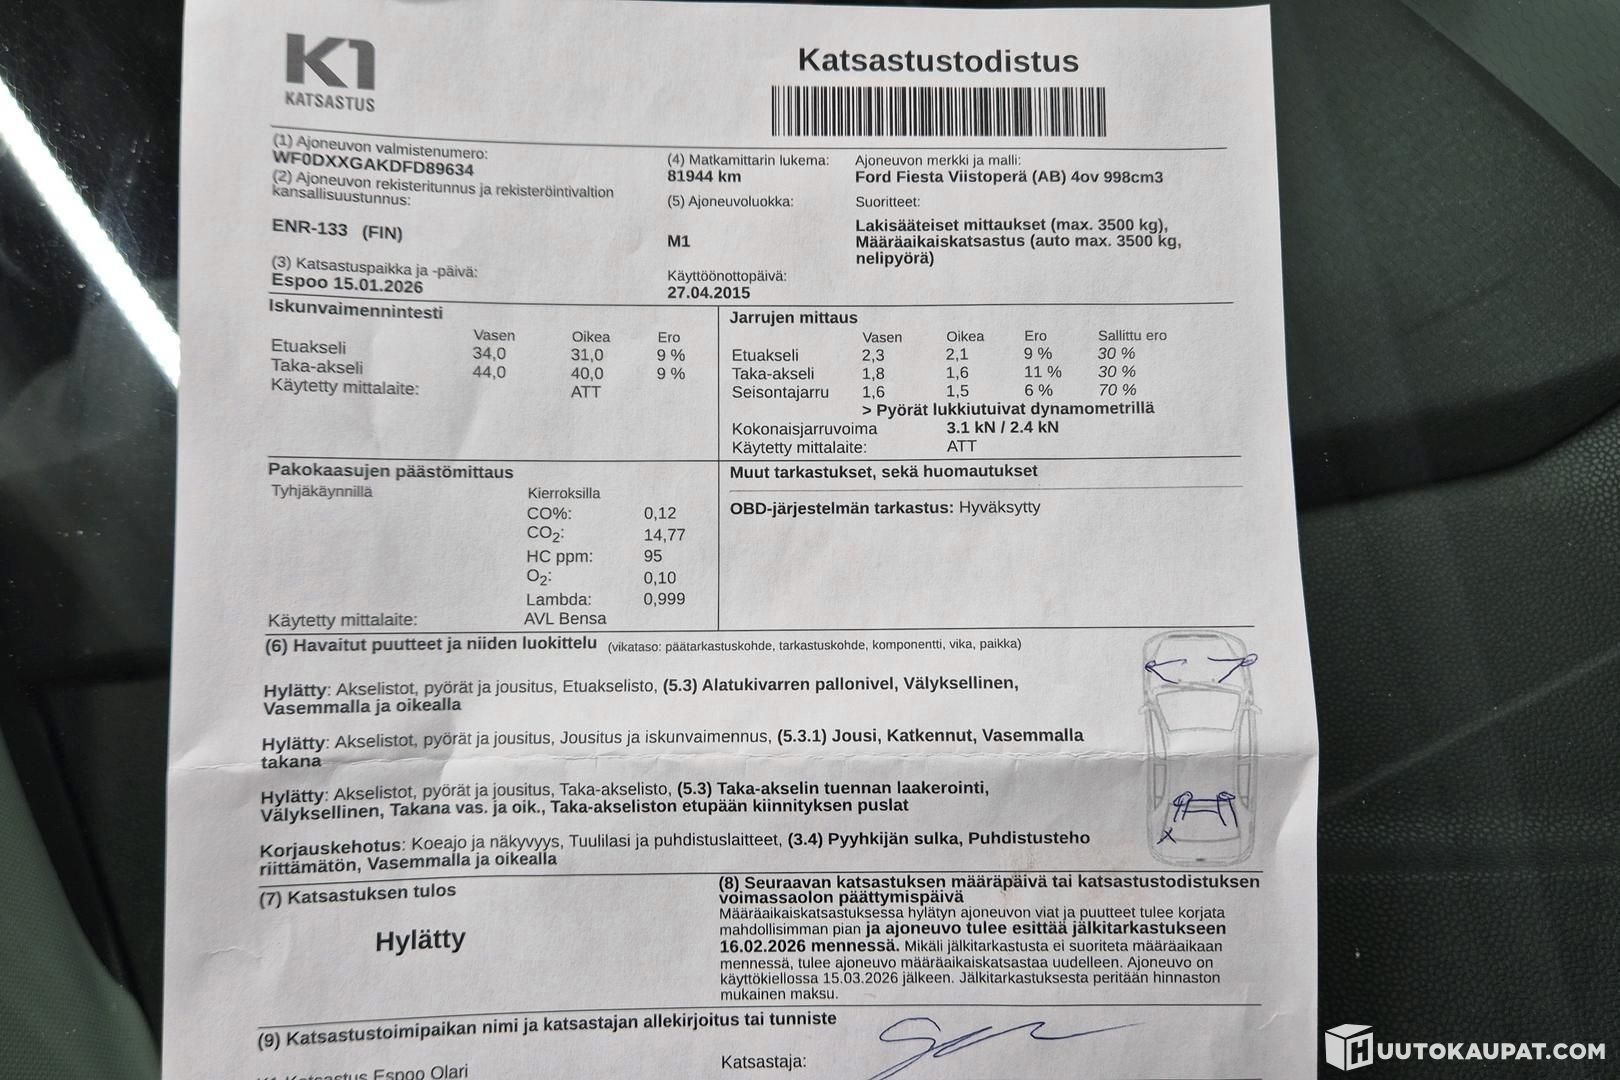 K1
KATSASTUS
Katsastustodistus
(1) Ajoneuvon valmistenumero:
WF0DXXGAKDFD89634
(2) Ajoneuvon rekisteritunnus ja rekisteröintivaltion
kansallisuustunnus:
ENR-133 (FIN)
(3) Katsastuspaikka ja -päivä:
Espoo 15.01.2026
(4) Matkamittarin lukema:
81944 km
(5) Ajoneuvoluokka:
M1
Käyttöönottopäivä:
27.04.2015
Ajoneuvon merkki ja malli:
Ford Fiesta Viistoperä (AB) 4ov 998cm3
Suoritteet:
Lakisääteiset mittaukset (max. 3500 kg),
Määräaikaiskatsastus (auto max. 3500 kg,
nelipyörä)
Iskunvaimennintesti
Vasen Oikea Ero
Etuakseli 34,0 31,0 9 %
Taka-akseli 44,0 40,0 9 %
Käytetty mittalaite: ATT
Jarrujen mittaus
Vasen Oikea Ero Sallittu ero
Etuakseli 2,3 2,1 9 % 30 %
Taka-akseli 1,8 1,6 11 % 30 %
Seisontajarru 1,6 1,5 6 % 70 %
> Pyörät lukkiutuivat dynamometrillä
Kokonaisjarruvoima 3.1 kN / 2.4 kN
Käytetty mittalaite: ATT
Pakokaasujen päästömittaus
Tyhjäkäynnillä Kierroksilla
CO%: 0,12
CO2: 14,77
HC ppm: 95
O2: 0,10
Lambda: 0,999
Käytetty mittalaite: AVL Bensa
Muut tarkastukset, sekä huomautukset
OBD-järjestelmän tarkastus: Hyväksytty
(6) Havaitut puutteet ja niiden luokittelu (vikataso: päätarkastuskohde, tarkastuskohde, komponentti, vika, paikka)
Hylätty: Akselistot, pyörät ja jousitus, Etuakselisto, (5.3) Alatukivarren pallonivel, Välyksellinen,
Vasemmalla ja oikealla
Hylätty: Akselistot, pyörät ja jousitus, Jousitus ja iskunvaimennus, (5.3.1) Jousi, Katkennut, Vasemmalla
takana
Hylätty: Akselistot, pyörät ja jousitus, Taka-akselisto, (5.3) Taka-akselin tuennan laakerointi,
Välyksellinen, Takana vas. ja oik., Taka-akseliston etupään kiinnityksen puslat
Korjauskehotus: Koeajo ja näkyvyys, Tuulilasi ja puhdistuslaitteet, (3.4) Pyyhkijän sulka, Puhdistusteho
riittämätön, Vasemmalla ja oikealla
(7) Katsastuksen tulos
Hylätty
(8) Seuraavan katsastuksen määräpäivä tai katsastustodistuksen
voimassaolon päättymispäivä
Määräaikaiskatsastuksessa hylätyn ajoneuvon viat ja puutteet tulee korjata
mahdollisimman pian ja ajoneuvo tulee esittää jälkitarkastukseen
16.02.2026 mennessä. Mikäli jälkitarkastusta ei suoriteta määräaikaan
mennessä, tulee ajoneuvo määräaikaiskatsastaa uudelleen. Ajoneuvo on
käyttökiellossa 15.03.2026 jälkeen. Jälkitarkastuksesta peritään hinnaston
mukainen maksu.
(9) Katsastustoimipaikan nimi ja katsastajan allekirjoitus tai tunniste
K1 Katsastus Espoo Olari
Katsastaja:
HUUTOKAUPAT.COM